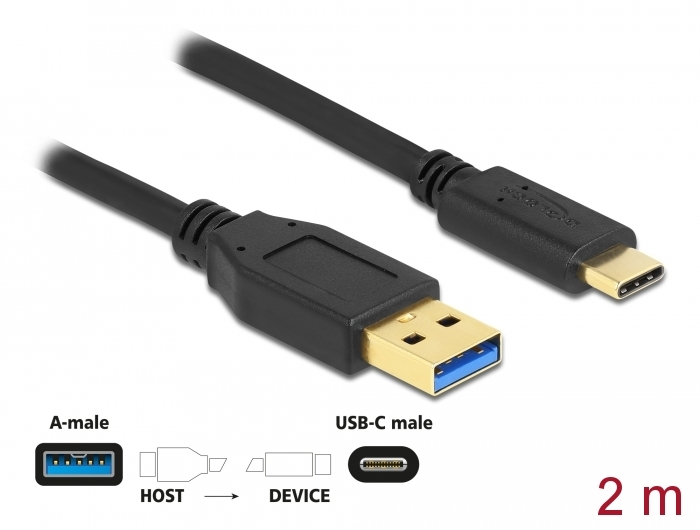 A-male
USB-C male
HOST → DEVICE
2 m